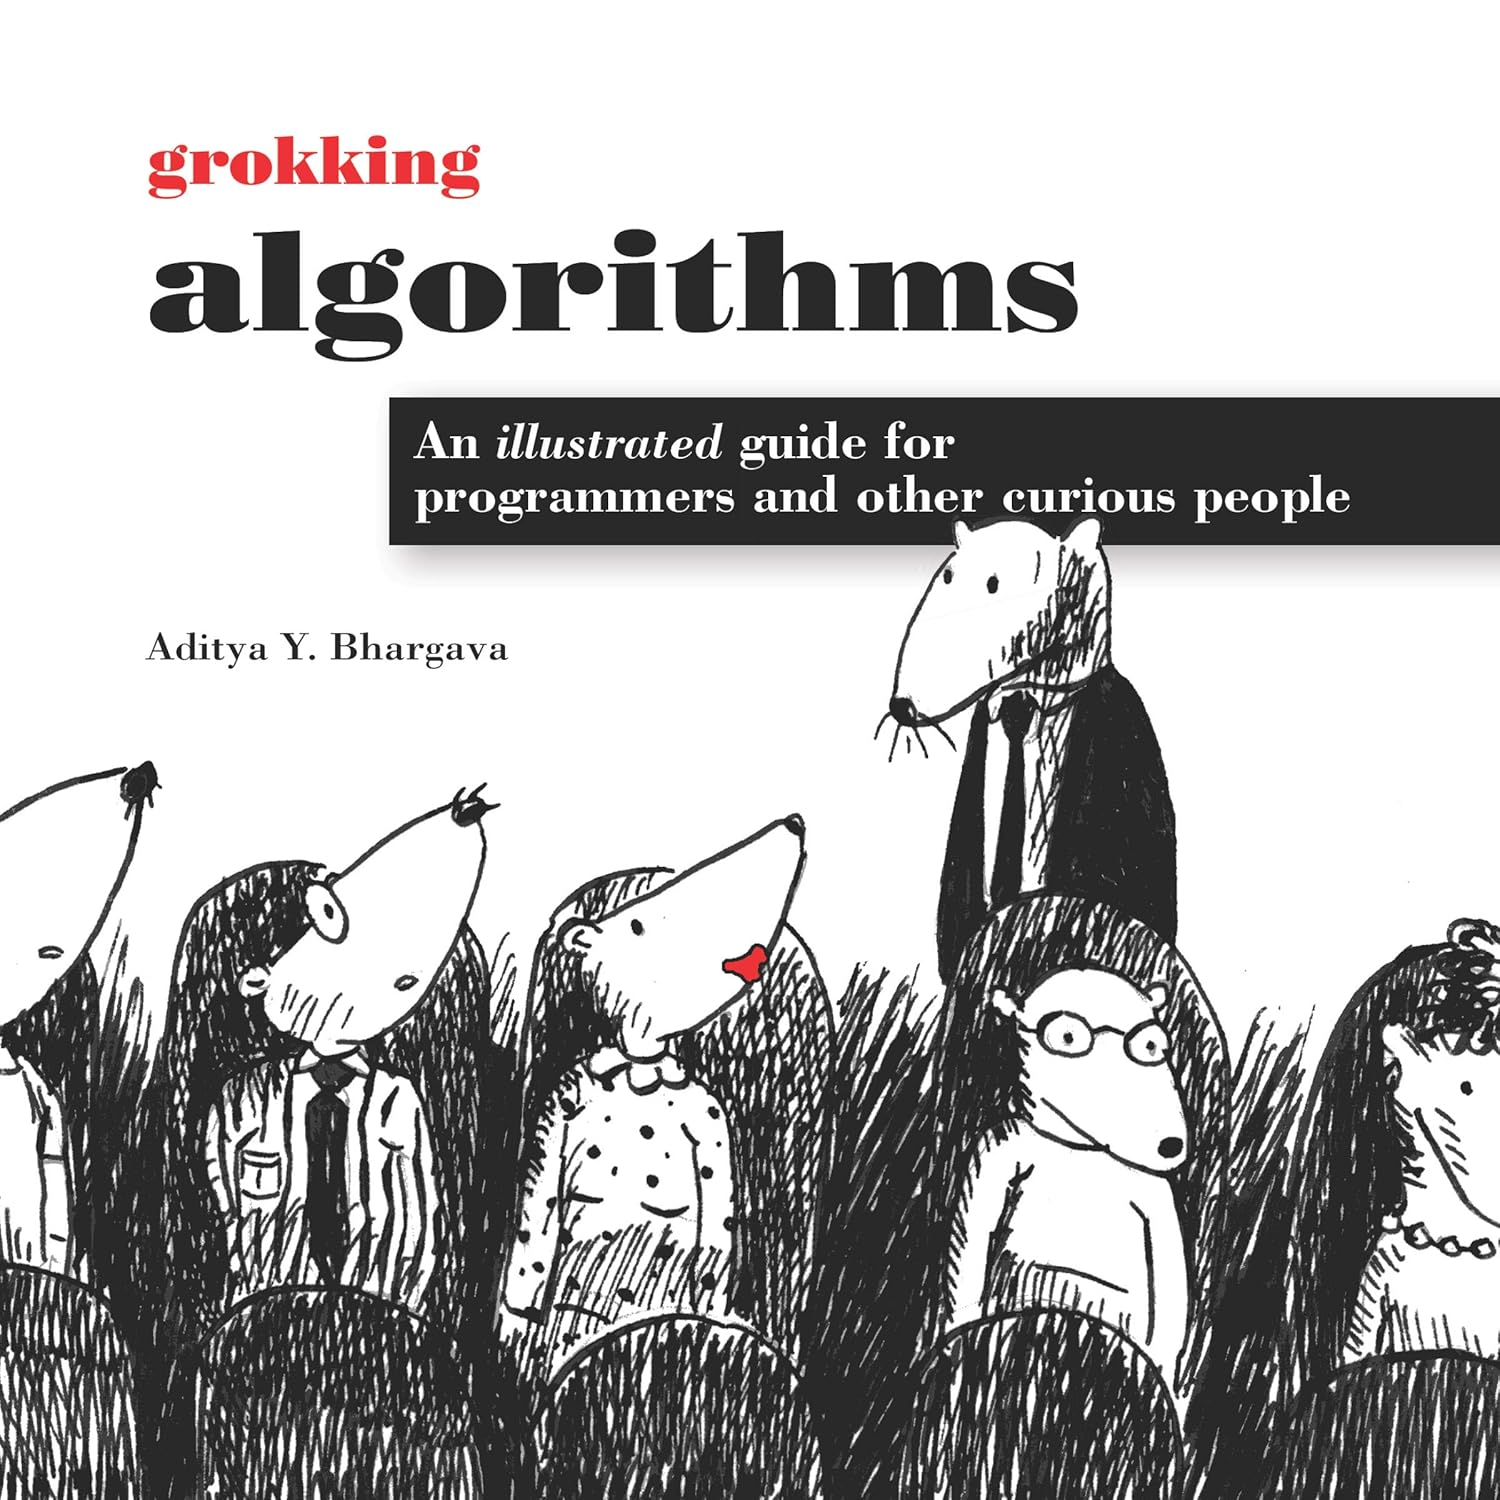 grokking
algorithms
An illustrated guide for
programmers and other curious people
Aditya Y. Bhargava